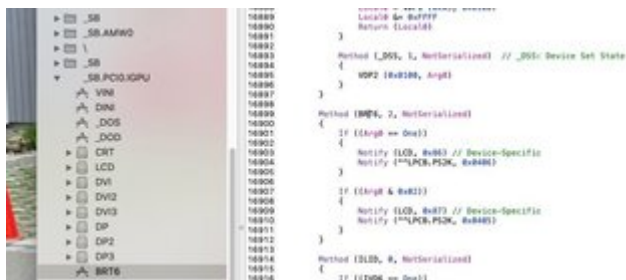 _SB
_SB.AMW0
\
_SB
_SB.PCI0.IGPU
VINI
DINI
_DOS
_DOD
CRT
LCD
DVI
DVI2
DVI3
DP
DP2
DP3
BRT6
16889
16890
16891
16892
16893
16894
16895
16896
16897
16898
16899
16900
16901
16902
16903
16904
16905
16906
16907
16908
16909
16910
16911
16912
16913
16914
16915
16916
Local0 &= 0xFFFF
Return (Local0)
}
Method (_DSS, 1, NotSerialized) // _DSS: Device Set State
{
VDP2 (0x0100, Arg0)
}
}
Method (BRT6, 2, NotSerialized)
{
If ((Arg0 == One))
{
Notify (LCD, 0x86) // Device-Specific
Notify (^^LPCB.PS2K, 0x0406)
}
If ((Arg0 & 0x02))
{
Notify (LCD, 0x87) // Device-Specific
Notify (^^LPCB.PS2K, 0x0405)
}
}
Method (ILID, 0, NotSerialized)
{